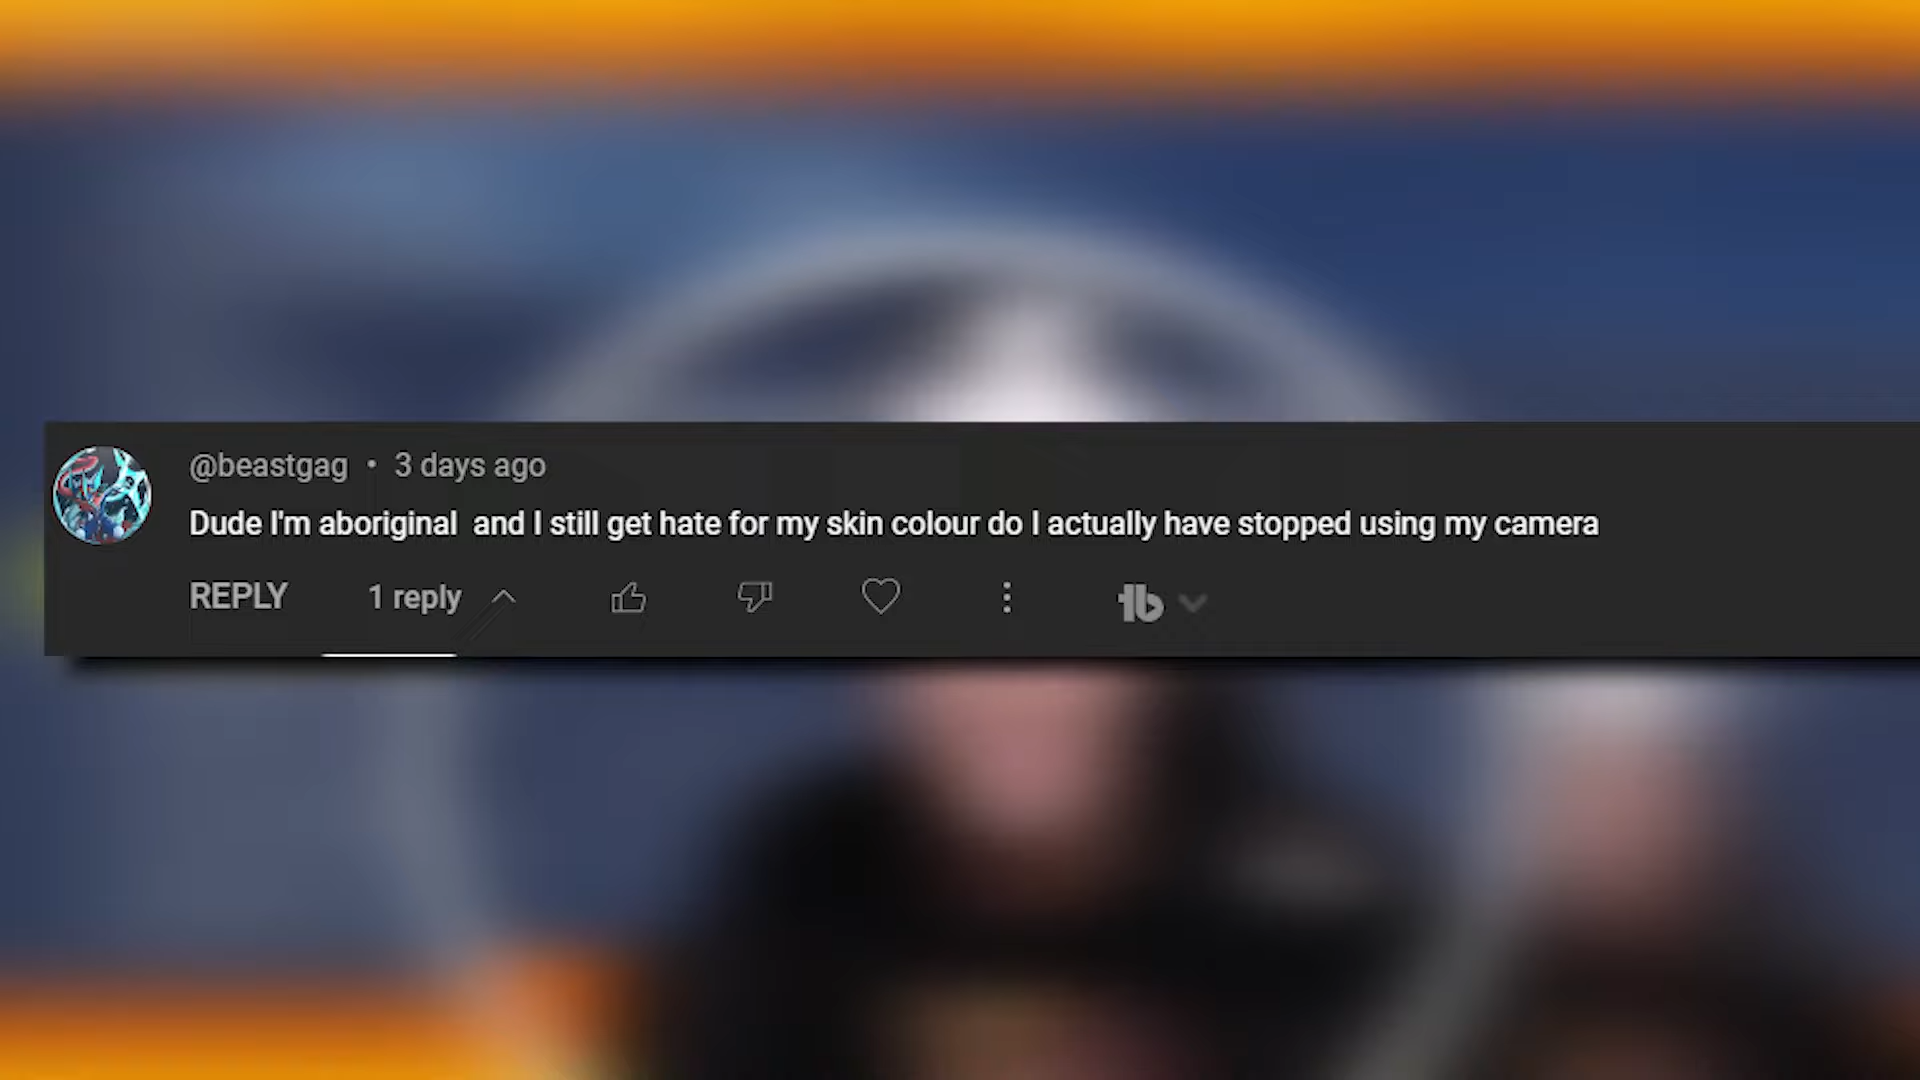 @beastgag • 3 days ago
Dude I'm aboriginal  and I still get hate for my skin colour do I actually have stopped using my camera
REPLY 1 reply tb